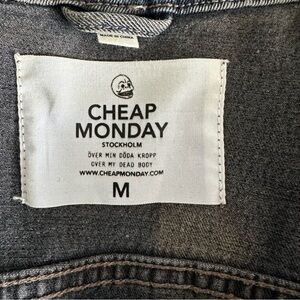 MADE IN CHINA
CHEAP
MONDAY
STOCKHOLM
ÖVER MIN DÖDA KROPP
OVER MY DEAD BODY
WWW.CHEAPMONDAY.COM
M